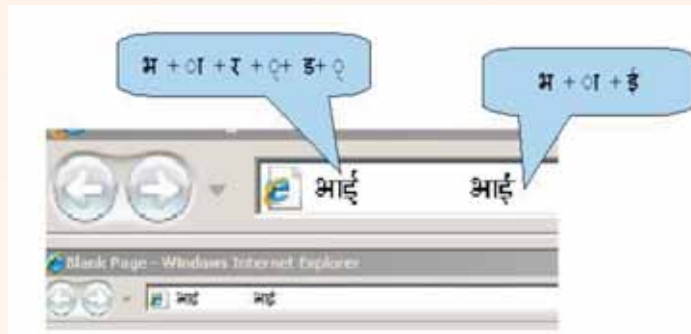 भ + ा + र + ्+ ड+ ्
भ + ा + ई
भाई भाई
Blank Page - Windows Internet Explorer
भाई भाई